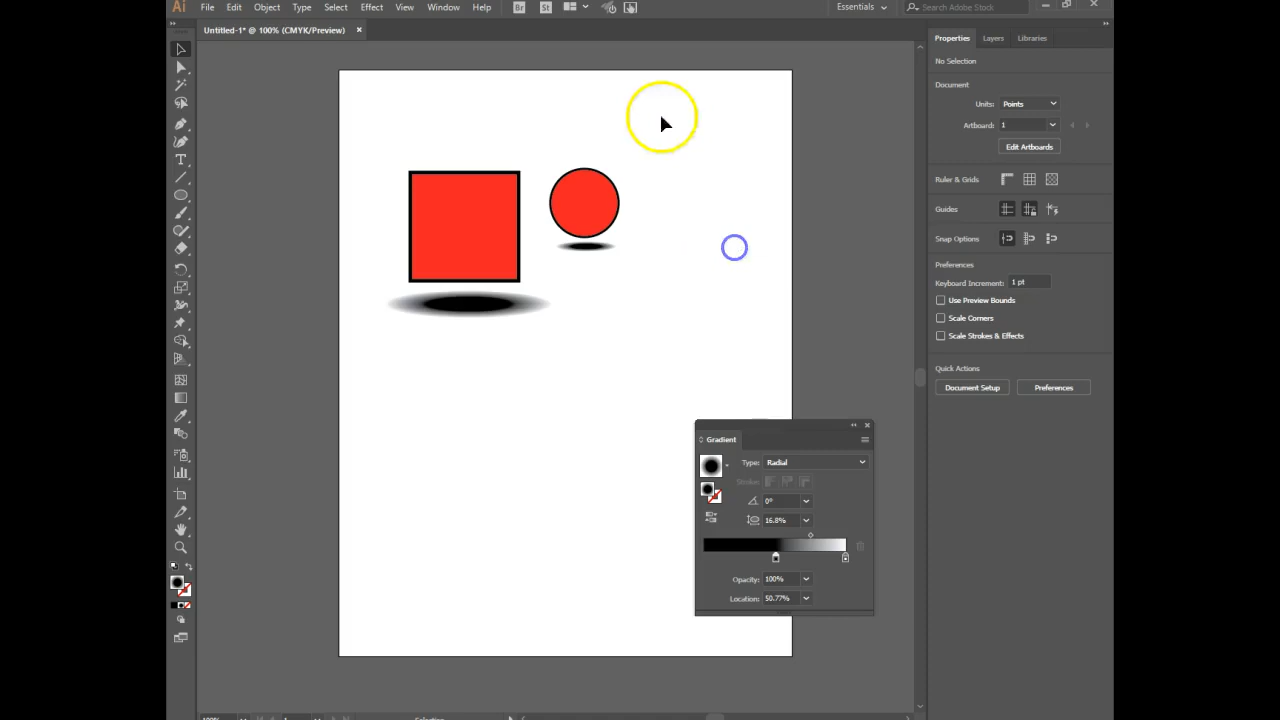 Ai File Edit Object Type Select Effect View Window Help Br St Essentials Search Adobe Stock
Untitled-1* @ 100% (CMYK/Preview)
Properties Layers Libraries
No Selection
Document
Units: Points
Artboard: 1
Edit Artboards
Ruler & Grids
Guides
Snap Options
Preferences
Keyboard Increment: 1 pt
Use Preview Bounds
Scale Corners
Scale Strokes & Effects
Quick Actions
Document Setup Preferences
Gradient
Type: Radial
Stroke:
0°
16.8%
Opacity: 100%
Location: 50.77%
100% 1 Selection